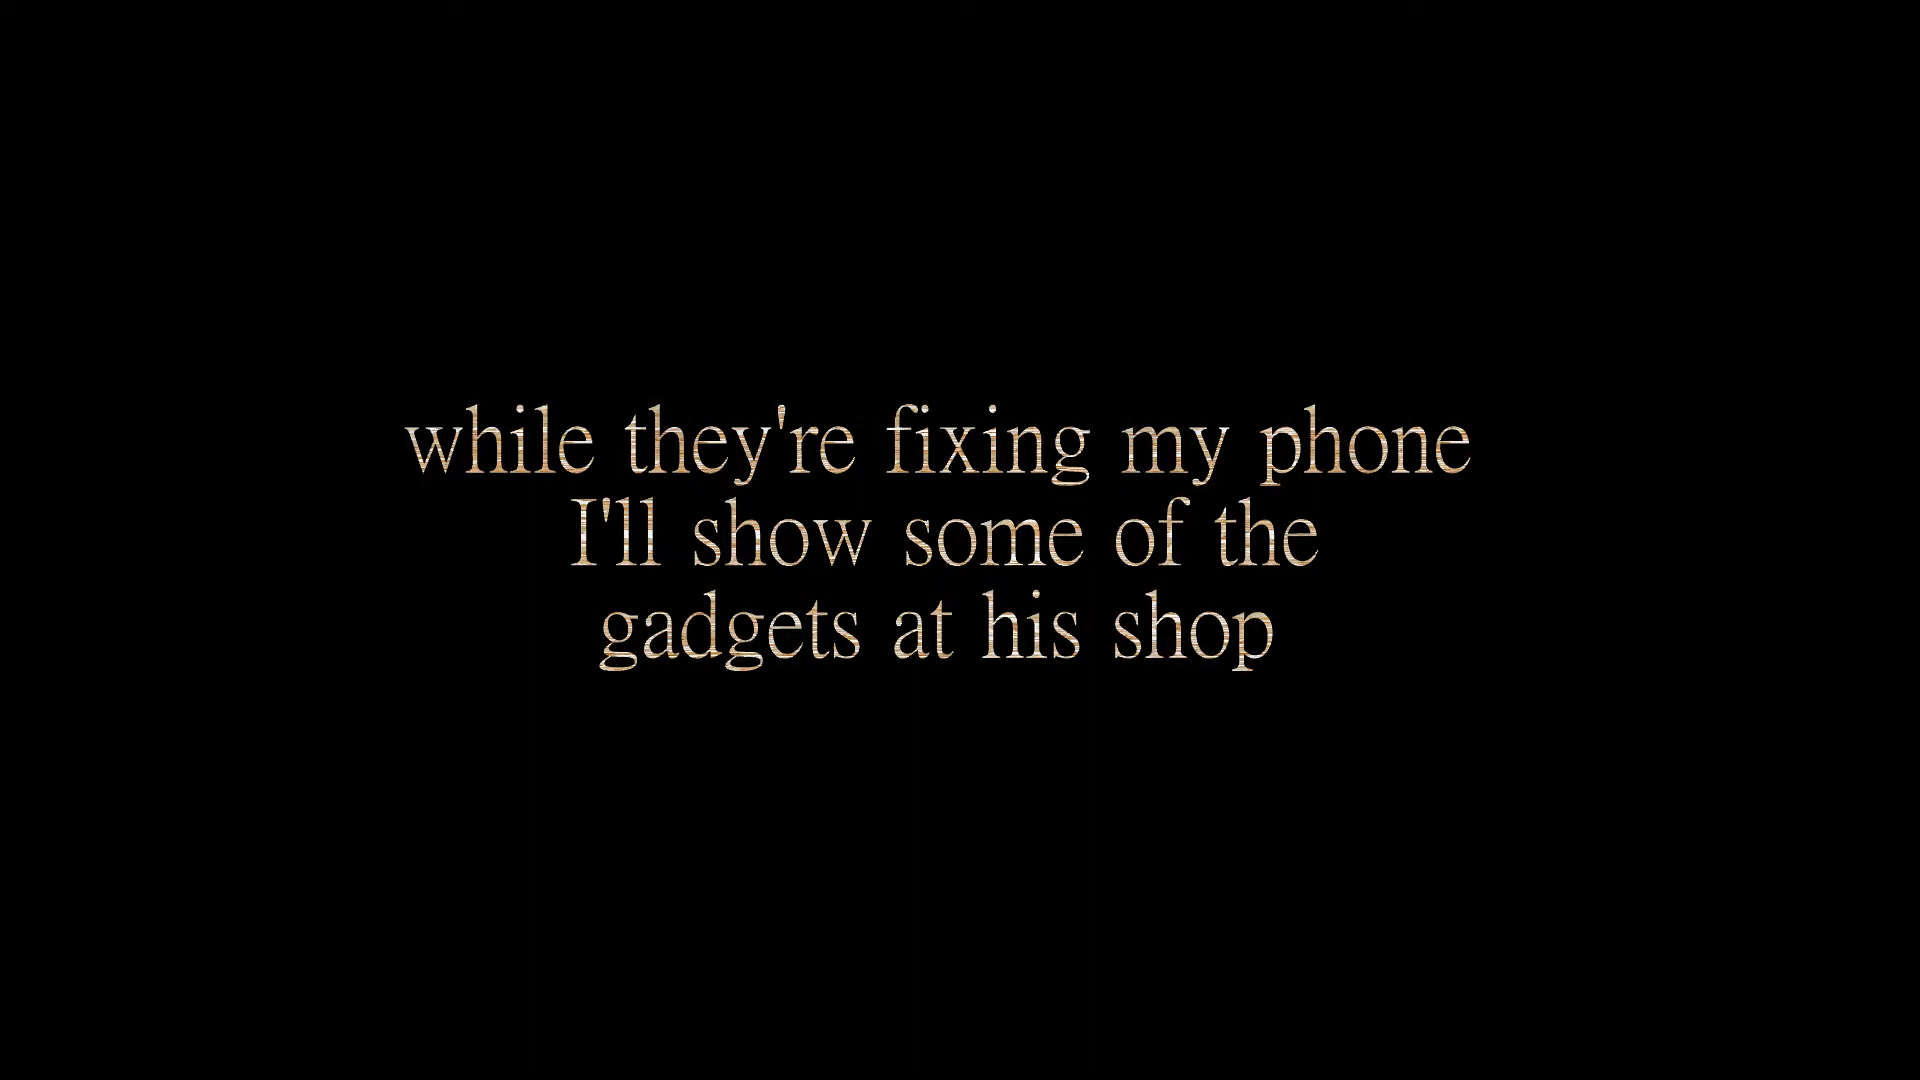 while they're fixing my phone
I'll show some of the
gadgets at his shop